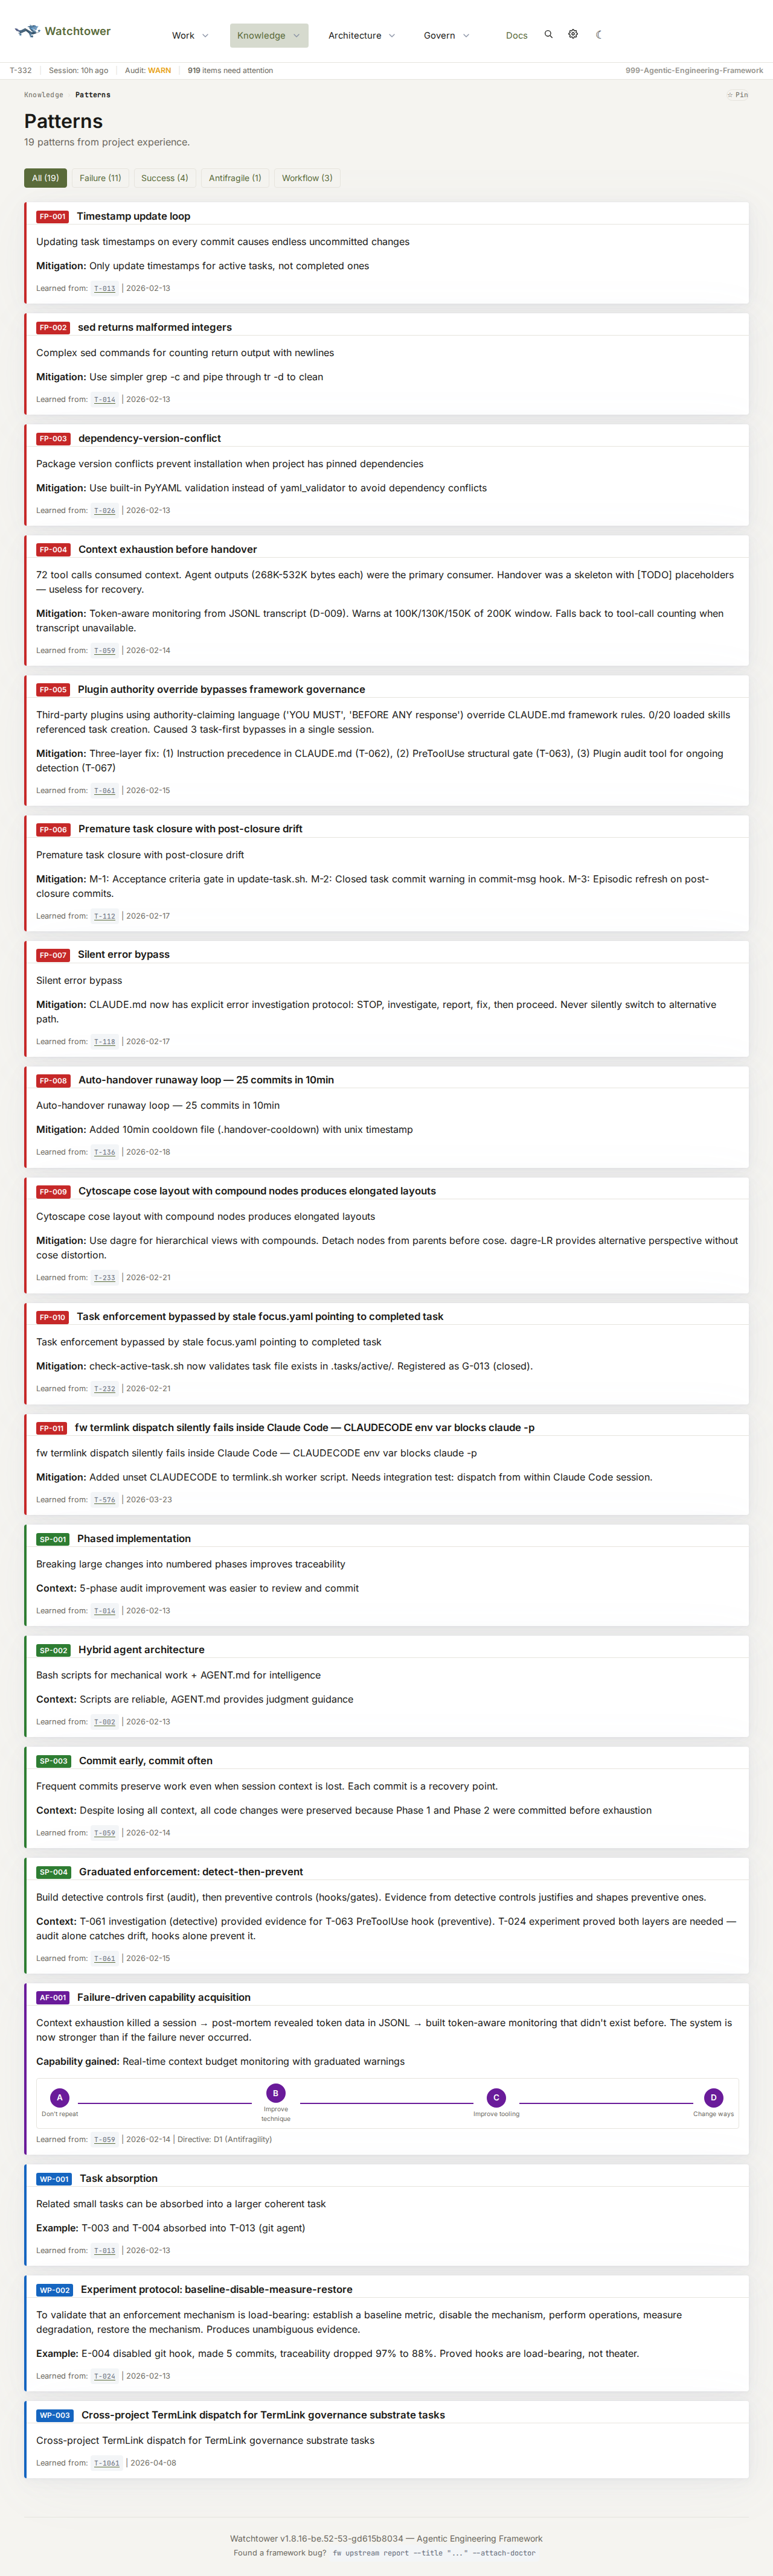 Watchtower
Work
Knowledge
Architecture
Govern
Docs
T-332
Session: 10h ago
Audit: WARN
919 items need attention
999-Agentic-Engineering-Framework
Knowledge Patterns
Pin
Patterns
19 patterns from project experience.
All (19)
Failure (11)
Success (4)
Antifragile (1)
Workflow (3)
FP-001 Timestamp update loop
Updating task timestamps on every commit causes endless uncommitted changes
Mitigation: Only update timestamps for active tasks, not completed ones
Learned from: T-013 | 2026-02-13
FP-002 sed returns malformed integers
Complex sed commands for counting return output with newlines
Mitigation: Use simpler grep -c and pipe through tr -d to clean
Learned from: T-014 | 2026-02-13
FP-003 dependency-version-conflict
Package version conflicts prevent installation when project has pinned dependencies
Mitigation: Use built-in PyYAML validation instead of yaml_validator to avoid dependency conflicts
Learned from: T-026 | 2026-02-13
FP-004 Context exhaustion before handover
72 tool calls consumed context. Agent outputs (268K-532K bytes each) were the primary consumer. Handover was a skeleton with [TODO] placeholders
— useless for recovery.
Mitigation: Token-aware monitoring from JSONL transcript (D-009). Warns at 100K/130K/150K of 200K window. Falls back to tool-call counting when
transcript unavailable.
Learned from: T-059 | 2026-02-14
FP-005 Plugin authority override bypasses framework governance
Third-party plugins using authority-claiming language ('YOU MUST', 'BEFORE ANY response') override CLAUDE.md framework rules. 0/20 loaded skills
referenced task creation. Caused 3 task-first bypasses in a single session.
Mitigation: Three-layer fix: (1) Instruction precedence in CLAUDE.md (T-062), (2) PreToolUse structural gate (T-063), (3) Plugin audit tool for ongoing
detection (T-067)
Learned from: T-061 | 2026-02-15
FP-006 Premature task closure with post-closure drift
Premature task closure with post-closure drift
Mitigation: M-1: Acceptance criteria gate in update-task.sh. M-2: Closed task commit warning in commit-msg hook. M-3: Episodic refresh on post-
closure commits.
Learned from: T-112 | 2026-02-17
FP-007 Silent error bypass
Silent error bypass
Mitigation: CLAUDE.md now has explicit error investigation protocol: STOP, investigate, report, fix, then proceed. Never silently switch to alternative
path.
Learned from: T-118 | 2026-02-17
FP-008 Auto-handover runaway loop — 25 commits in 10min
Auto-handover runaway loop — 25 commits in 10min
Mitigation: Added 10min cooldown file (.handover-cooldown) with unix timestamp
Learned from: T-136 | 2026-02-18
FP-009 Cytoscape cose layout with compound nodes produces elongated layouts
Cytoscape cose layout with compound nodes produces elongated layouts
Mitigation: Use dagre for hierarchical views with compounds. Detach nodes from parents before cose. dagre-LR provides alternative perspective without
cose distortion.
Learned from: T-233 | 2026-02-21
FP-010 Task enforcement bypassed by stale focus.yaml pointing to completed task
Task enforcement bypassed by stale focus.yaml pointing to completed task
Mitigation: check-active-task.sh now validates task file exists in .tasks/active/. Registered as G-013 (closed).
Learned from: T-232 | 2026-02-21
FP-011 fw termlink dispatch silently fails inside Claude Code — CLAUDECODE env var blocks claude -p
fw termlink dispatch silently fails inside Claude Code — CLAUDECODE env var blocks claude -p
Mitigation: Added unset CLAUDECODE to termlink.sh worker script. Needs integration test: dispatch from within Claude Code session.
Learned from: T-576 | 2026-03-23
SP-001 Phased implementation
Breaking large changes into numbered phases improves traceability
Context: 5-phase audit improvement was easier to review and commit
Learned from: T-014 | 2026-02-13
SP-002 Hybrid agent architecture
Bash scripts for mechanical work + AGENT.md for intelligence
Context: Scripts are reliable, AGENT.md provides judgment guidance
Learned from: T-002 | 2026-02-13
SP-003 Commit early, commit often
Frequent commits preserve work even when session context is lost. Each commit is a recovery point.
Context: Despite losing all context, all code changes were preserved because Phase 1 and Phase 2 were committed before exhaustion
Learned from: T-059 | 2026-02-14
SP-004 Graduated enforcement: detect-then-prevent
Build detective controls first (audit), then preventive controls (hooks/gates). Evidence from detective controls justifies and shapes preventive ones.
Context: T-061 investigation (detective) provided evidence for T-063 PreToolUse hook (preventive). T-024 experiment proved both layers are needed —
audit alone catches drift, hooks alone prevent it.
Learned from: T-061 | 2026-02-15
AF-001 Failure-driven capability acquisition
Context exhaustion killed a session → post-mortem revealed token data in JSONL → built token-aware monitoring that didn't exist before. The system is
now stronger than if the failure never occurred.
Capability gained: Real-time context budget monitoring with graduated warnings
A
Don't repeat
B
Improve
technique
C
Improve tooling
D
Change ways
Learned from: T-059 | 2026-02-14 | Directive: D1 (Antifragility)
WP-001 Task absorption
Related small tasks can be absorbed into a larger coherent task
Example: T-003 and T-004 absorbed into T-013 (git agent)
Learned from: T-013 | 2026-02-13
WP-002 Experiment protocol: baseline-disable-measure-restore
To validate that an enforcement mechanism is load-bearing: establish a baseline metric, disable the mechanism, perform operations, measure
degradation, restore the mechanism. Produces unambiguous evidence.
Example: E-004 disabled git hook, made 5 commits, traceability dropped 97% to 88%. Proved hooks are load-bearing, not theater.
Learned from: T-024 | 2026-02-13
WP-003 Cross-project TermLink dispatch for TermLink governance substrate tasks
Cross-project TermLink dispatch for TermLink governance substrate tasks
Learned from: T-1061 | 2026-04-08
Watchtower v1.8.16-be.52-53-gd615b8034 — Agentic Engineering Framework
Found a framework bug? fw upstream report --title "..." --attach-doctor